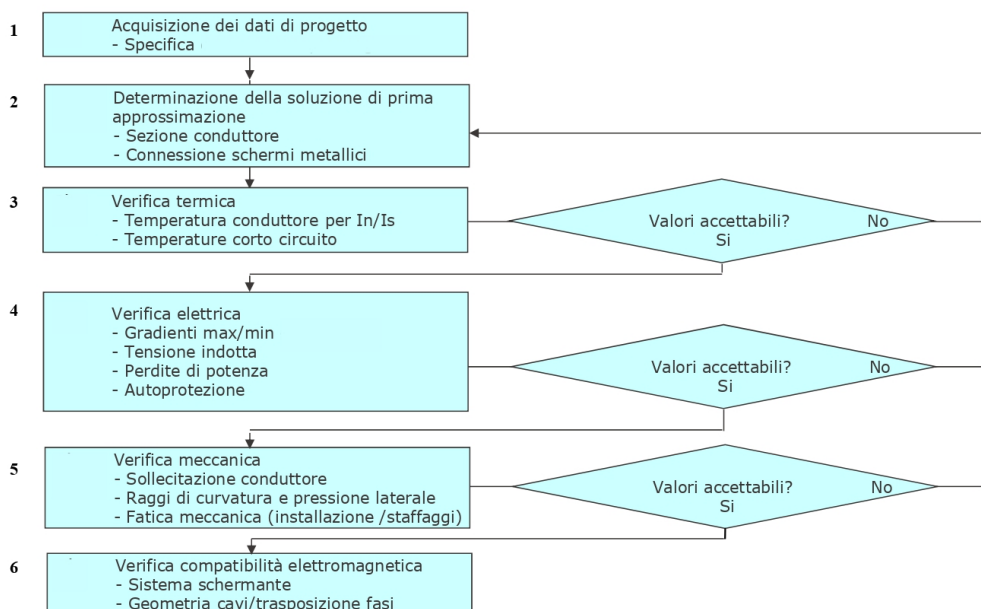 1
Acquisizione dei dati di progetto
- Specifica
2
Determinazione della soluzione di prima
approssimazione
- Sezione conduttore
- Connessione schermi metallici
3
Verifica termica
- Temperatura conduttore per In/Is
- Temperature corto circuito
Valori accettabili? No
Si
4
Verifica elettrica
- Gradienti max/min
- Tensione indotta
- Perdite di potenza
- Autoprotezione
Valori accettabili? No
Si
5
Verifica meccanica
- Sollecitazione conduttore
- Raggi di curvatura e pressione laterale
- Fatica meccanica (installazione /staffaggi)
Valori accettabili? No
Si
6
Verifica compatibilità elettromagnetica
- Sistema schermante
- Geometria cavi/trasposizione fasi